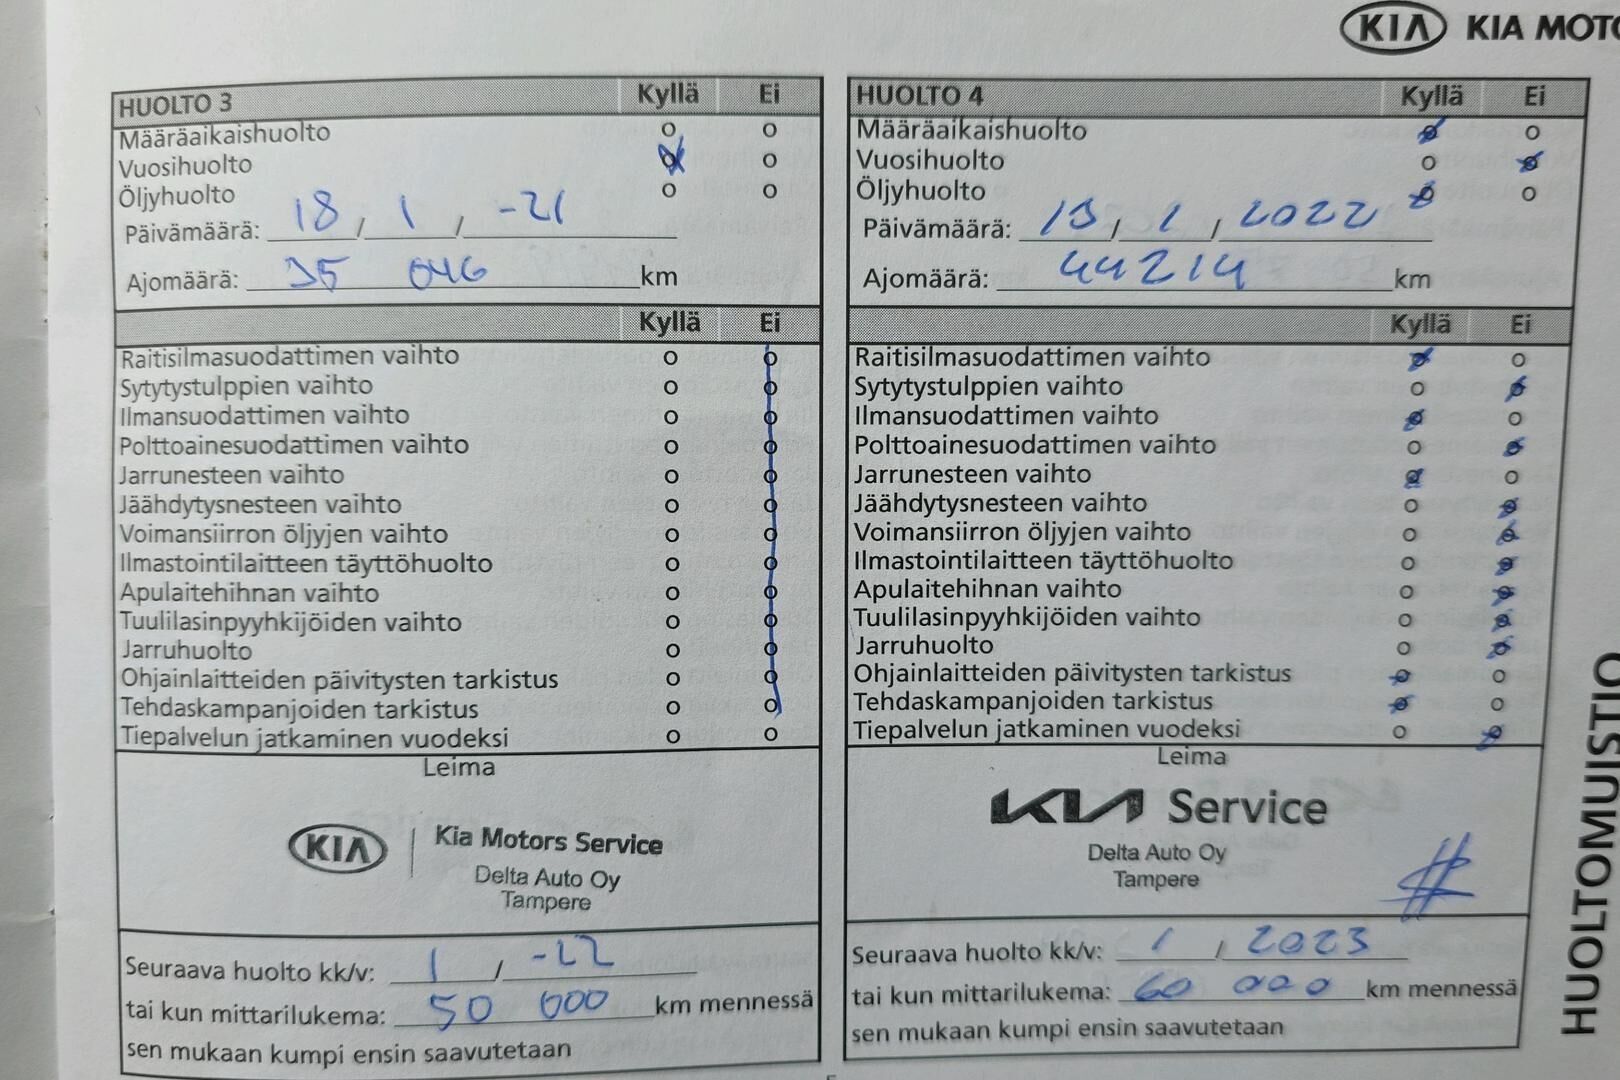 KIA KIA MOTO
HUOLTO 3 Kyllä Ei
Määräaikaishuolto
Vuosihuolto
Öljyhuolto
Päivämäärä: 18 / 1 / -21
Ajomäärä: 35 046 km
Kyllä Ei
Raitisilmasuodattimen vaihto
Sytytystulppien vaihto
Ilmansuodattimen vaihto
Polttoainesuodattimen vaihto
Jarrunesteen vaihto
Jäähdytysnesteen vaihto
Voimansiirron öljyjen vaihto
Ilmastointilaitteen täyttöhuolto
Apulaitehihnan vaihto
Tuulilasinpyyhkijöiden vaihto
Jarruhuolto
Ohjainlaitteiden päivitysten tarkistus
Tehdaskampanjoiden tarkistus
Tiepalvelun jatkaminen vuodeksi
Leima
KIA Kia Motors Service
Delta Auto Oy
Tampere
Seuraava huolto kk/v: 1 / -22
tai kun mittarilukema: 50 000 km mennessä
sen mukaan kumpi ensin saavutetaan
HUOLTO 4 Kyllä Ei
Määräaikaishuolto
Vuosihuolto
Öljyhuolto
Päivämäärä: 13 / 1 / 2022
Ajomäärä: 44214 km
Kyllä Ei
Raitisilmasuodattimen vaihto
Sytytystulppien vaihto
Ilmansuodattimen vaihto
Polttoainesuodattimen vaihto
Jarrunesteen vaihto
Jäähdytysnesteen vaihto
Voimansiirron öljyjen vaihto
Ilmastointilaitteen täyttöhuolto
Apulaitehihnan vaihto
Tuulilasinpyyhkijöiden vaihto
Jarruhuolto
Ohjainlaitteiden päivitysten tarkistus
Tehdaskampanjoiden tarkistus
Tiepalvelun jatkaminen vuodeksi
Leima
KIA Service
Delta Auto Oy
Tampere
Seuraava huolto kk/v: 1 / 2023
tai kun mittarilukema: 60 000 km mennessä
sen mukaan kumpi ensin saavutetaan
HUOLTOMUISTIO